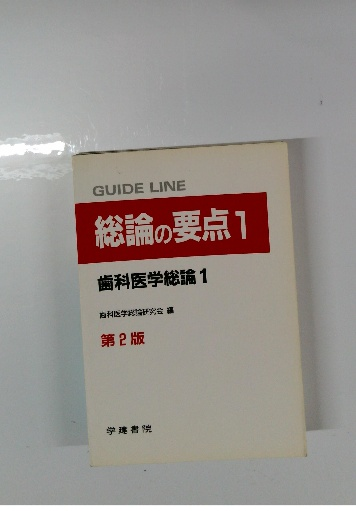 GUIDE LINE
総論の要点1
歯科医学総論1
歯科医学総論研究会 編
第2版
学建書院